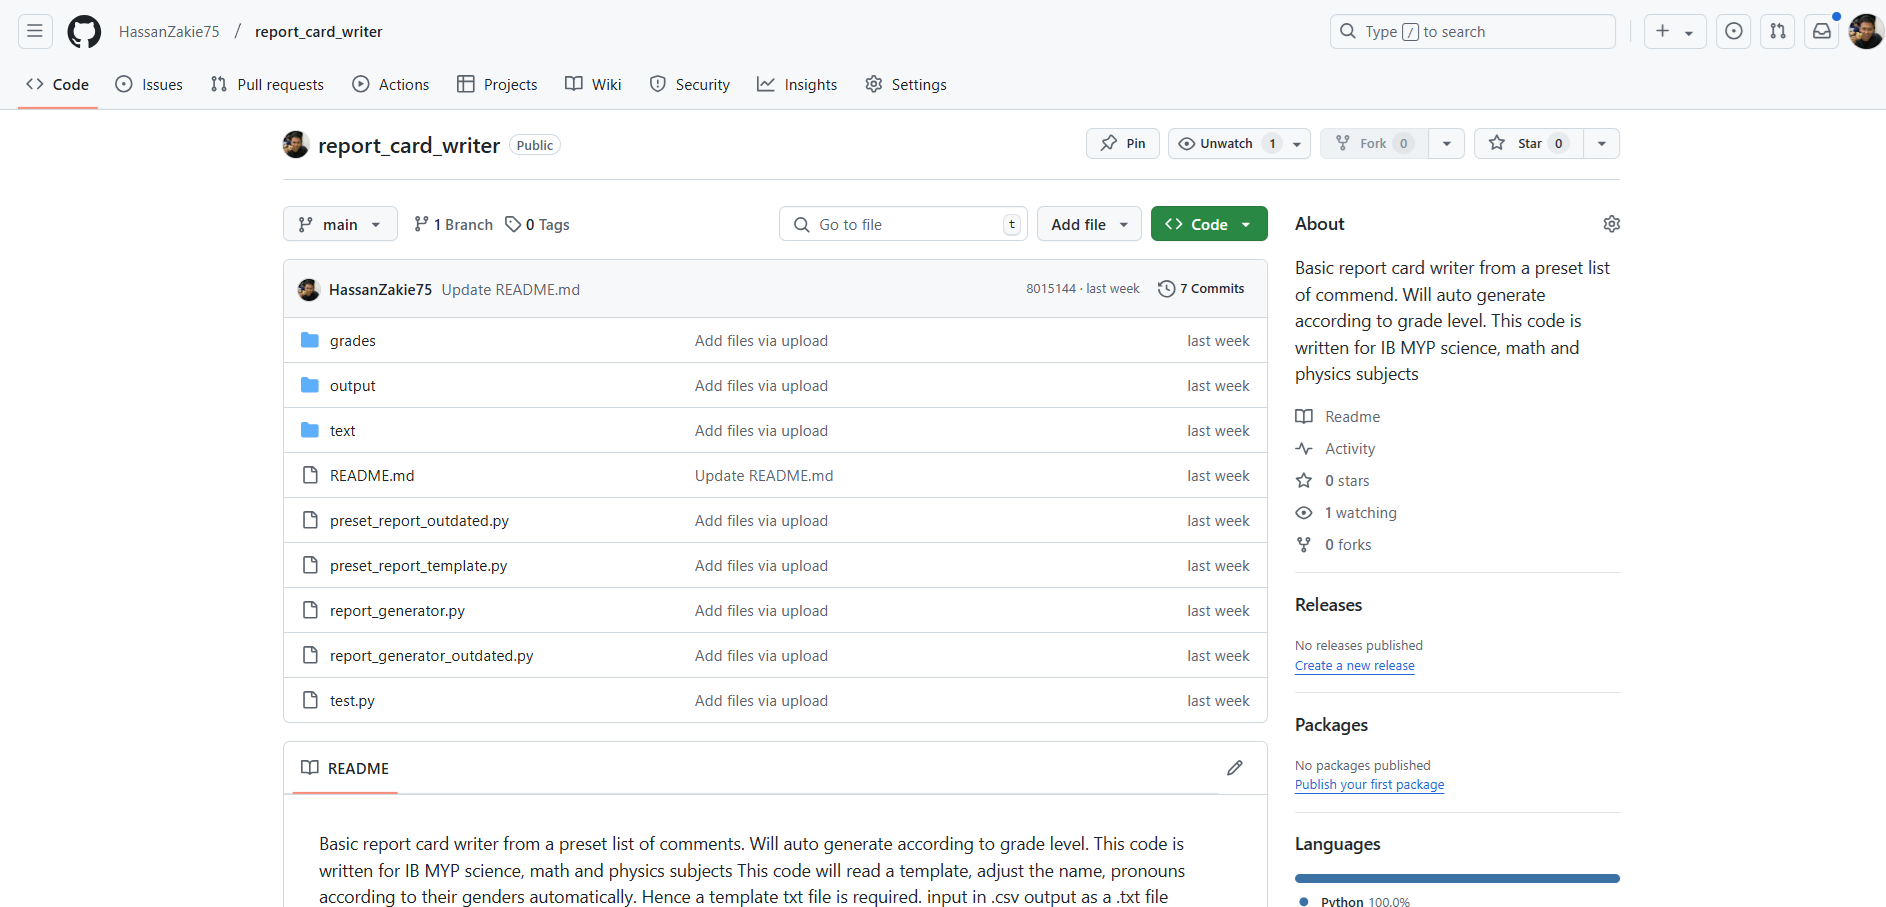 HassanZakie75 / report_card_writer
Type / to search
Code
Issues
Pull requests
Actions
Projects
Wiki
Security
Insights
Settings
report_card_writer Public
Pin
Unwatch 1
Fork 0
Star 0
main
1 Branch
0 Tags
Go to file t
Add file
Code
HassanZakie75 Update README.md 8015144 · last week 7 Commits
grades Add files via upload last week
output Add files via upload last week
text Add files via upload last week
README.md Update README.md last week
preset_report_outdated.py Add files via upload last week
preset_report_template.py Add files via upload last week
report_generator.py Add files via upload last week
report_generator_outdated.py Add files via upload last week
test.py Add files via upload last week
README
Basic report card writer from a preset list of comments. Will auto generate according to grade level. This code is
written for IB MYP science, math and physics subjects This code will read a template, adjust the name, pronouns
according to their genders automatically. Hence a template txt file is required. input in .csv output as a .txt file
About
Basic report card writer from a preset list
of commend. Will auto generate
according to grade level. This code is
written for IB MYP science, math and
physics subjects
Readme
Activity
0 stars
1 watching
0 forks
Releases
No releases published
Create a new release
Packages
No packages published
Publish your first package
Languages
Python 100.0%